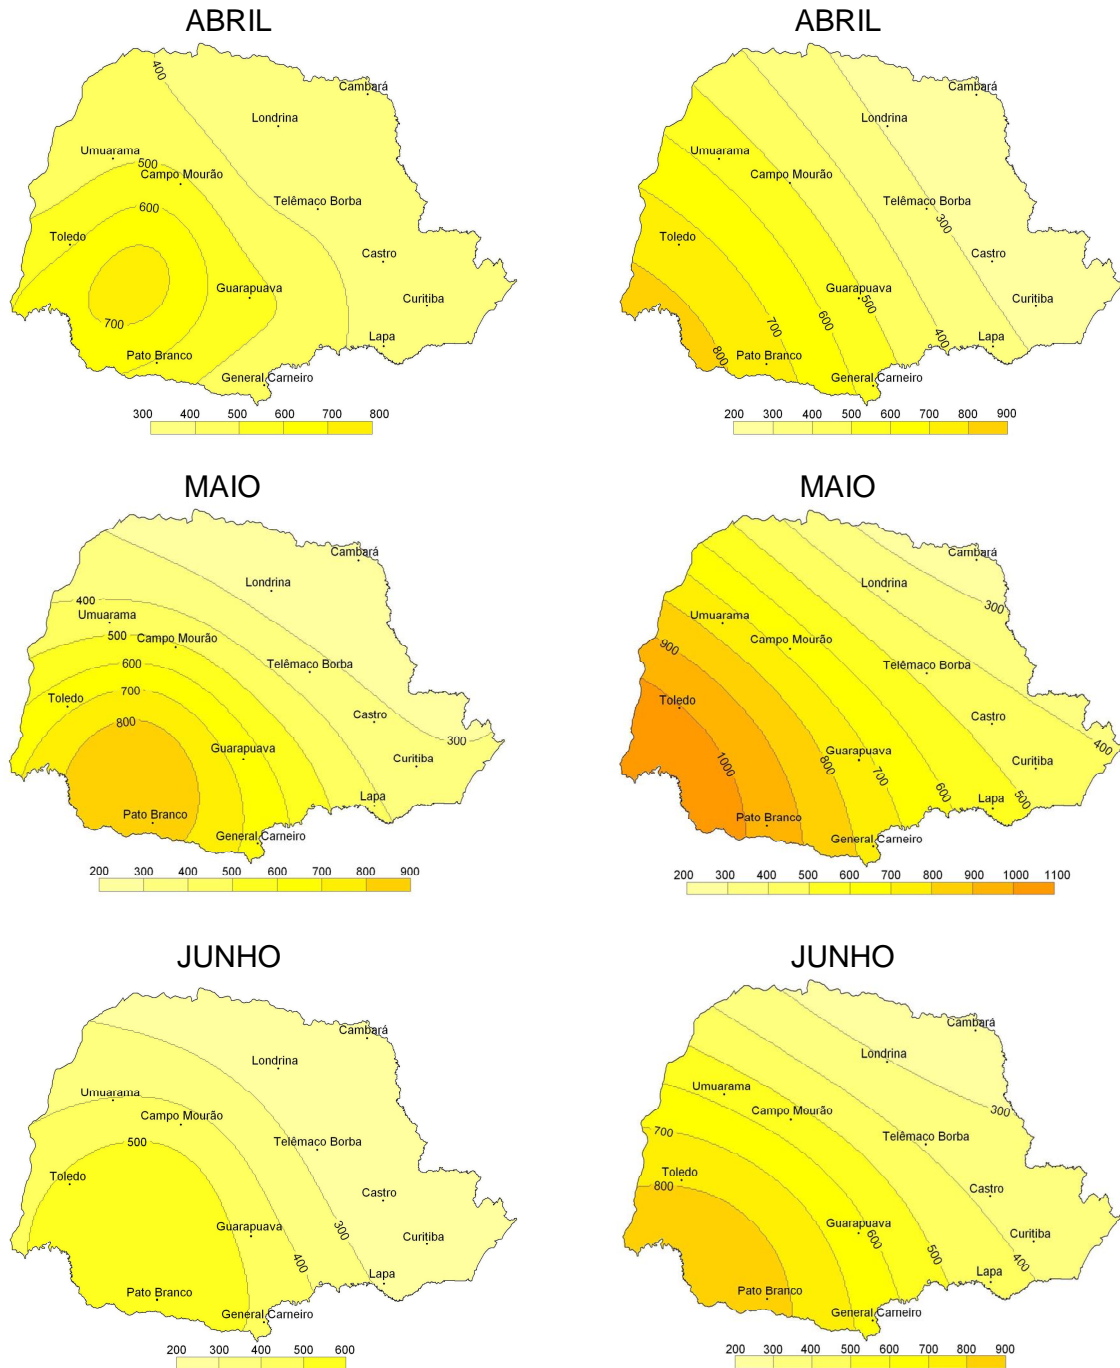 ABRIL
400
Cambará
Londrina
Umuarama
500
Campo Mourão
600
Telêmaco Borba
Toledo
Castro
Guarapuava
Curitiba
700
Lapa
Pato Branco
General Carneiro
300 400 500 600 700 800
ABRIL
Cambará
Londrina
Umuarama
Campo Mourão
Telêmaco Borba
300
Toledo
Castro
Guarapuava
500
Curitiba
700
600
400
Lapa
800
Pato Branco
General Carneiro
200 300 400 500 600 700 800 900
MAIO
Cambará
Londrina
400
Umuarama
500
Campo Mourão
600
Telêmaco Borba
700
Toledo
800
Castro
300
Guarapuava
Curitiba
Lapa
Pato Branco
General Carneiro
200 300 400 500 600 700 800 900
MAIO
Cambará
Londrina
300
Umuarama
900
Campo Mourão
Telêmaco Borba
Toledo
Castro
400
Guarapuava
Curitiba
1000
800
700
600
500
Lapa
Pato Branco
General Carneiro
200 300 400 500 600 700 800 900 1000 1100
JUNHO
Cambará
Londrina
Umuarama
Campo Mourão
500
Telêmaco Borba
Toledo
Castro
Guarapuava
300
Curitiba
400
Lapa
Pato Branco
General Carneiro
200 300 400 500 600
JUNHO
Cambará
Londrina
Umuarama
300
Campo Mourão
700
Telêmaco Borba
Toledo
800
Castro
Guarapuava
600
Curitiba
500
400
Lapa
Pato Branco
General Carneiro
200 300 400 500 600 700 800 900